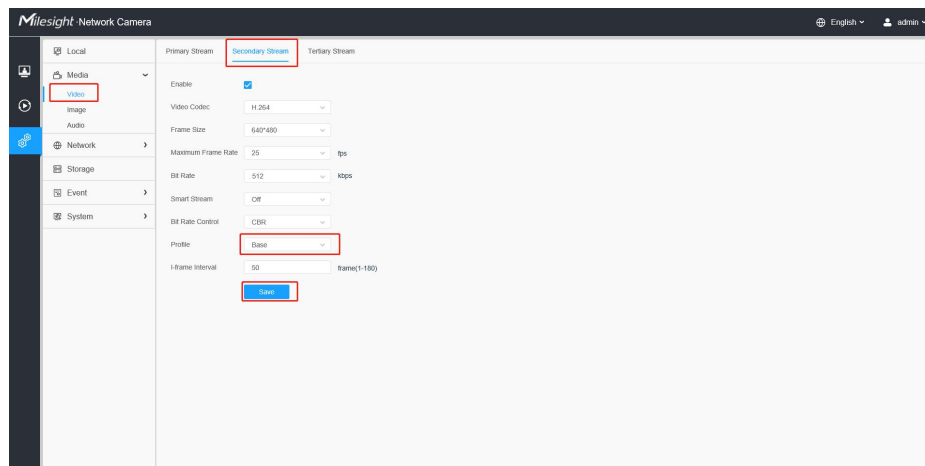 Milesight·Network Camera
English
admin
Local
Media
Video
Image
Audio
Network
Storage
Event
System
Primary Stream Secondary Stream Tertiary Stream
Enable
Video Codec H.264
Frame Size 640*480
Maximum Frame Rate 25 fps
Bit Rate 512 kbps
Smart Stream Off
Bit Rate Control CBR
Profile Base
I-frame Interval 50 frame(1-180)
Save